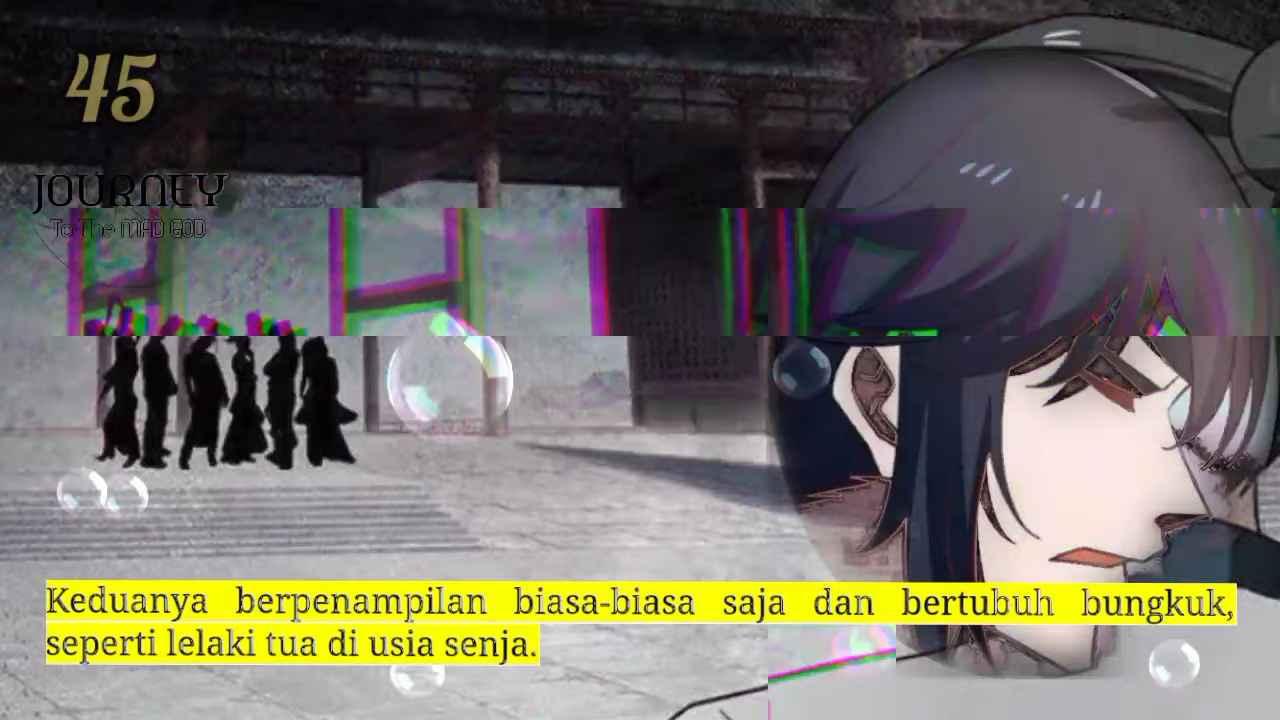 45
JOURNEY
To The MAD GOD
Keduanya berpenampilan biasa-biasa saja dan bertubuh bungkuk,
seperti lelaki tua di usia senja.